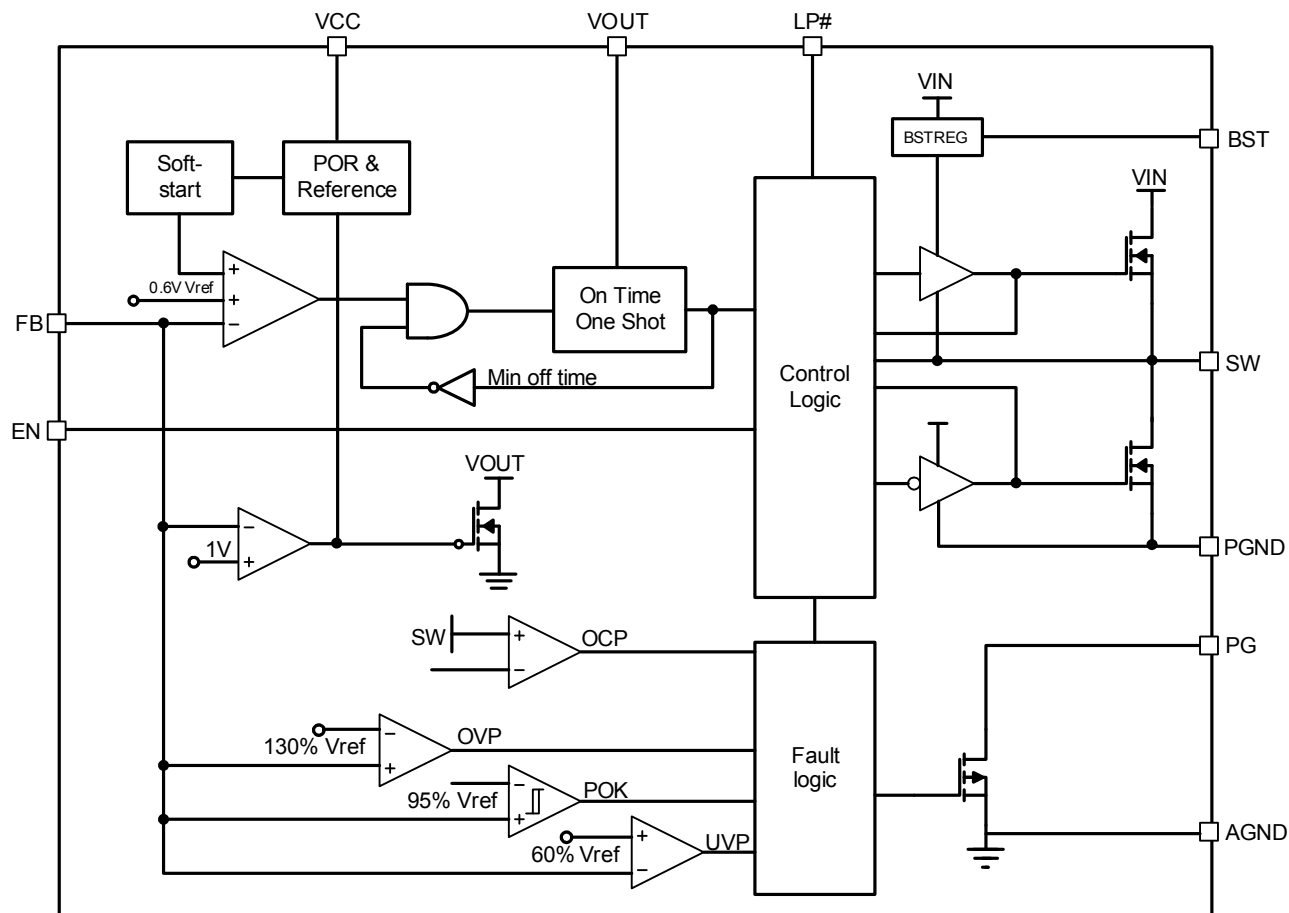 VCC
VOUT
LP#
VIN
BSTREG
BST
Soft-
start
POR &
Reference
VIN
+
0.6V Vref
+
−
FB
On Time
One Shot
Min off time
Control
Logic
SW
EN
VOUT
−
1V
+
PGND
SW
+
−
OCP
PG
−
130% Vref
+
OVP
Fault
logic
−
95% Vref
+
POK
+
60% Vref
−
UVP
AGND